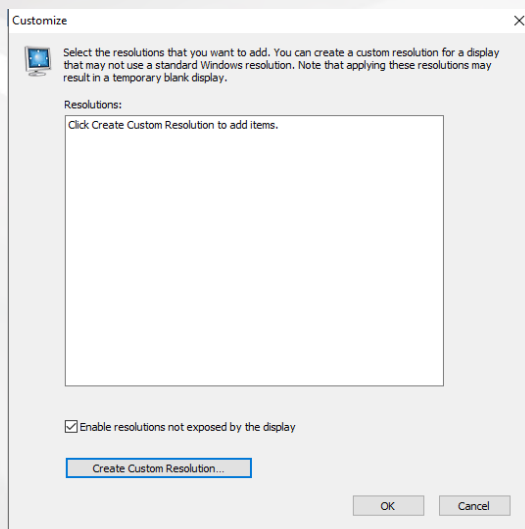 Customize
Select the resolutions that you want to add. You can create a custom resolution for a display
that may not use a standard Windows resolution. Note that applying these resolutions may
result in a temporary blank display.
Resolutions:
Click Create Custom Resolution to add items.
Enable resolutions not exposed by the display
Create Custom Resolution...
OK
Cancel